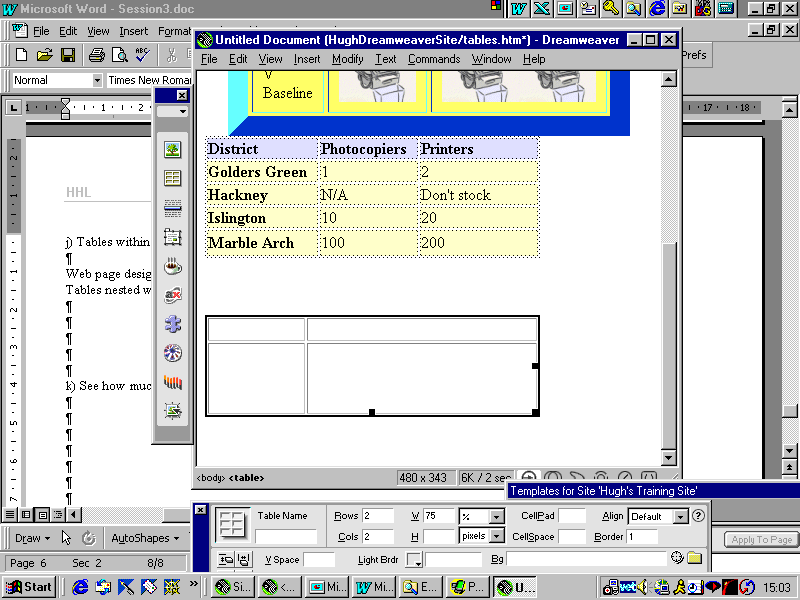 Microsoft Word - Session3.doc
File Edit View Insert Forma
Normal Times New Roman
Prefs
Untitled Document (HughDreamweaverSite/tables.htm*) - Dreamweaver
File Edit View Insert Modify Text Commands Window Help
Baseline
District Photocopiers Printers
Golders Green 1 2
Hackney N/A Don't stock
Islington 10 20
Marble Arch 100 200
HHL
j) Tables within
Web page desig
Tables nested w
k) See how muc
<body> <table> 480 x 343 6K / 2 sec
Templates for Site 'Hugh's Training Site'
Table Name Rows 2 W 75 % CellPad Align Default
Cols 2 H pixels CellSpace Border 1
V Space Light Brdr Bg
Apply To Page
Draw AutoShapes
Page 6 Sec 2 8/8
Start Si... <... Mi... Mi... E... P... U... 15:03